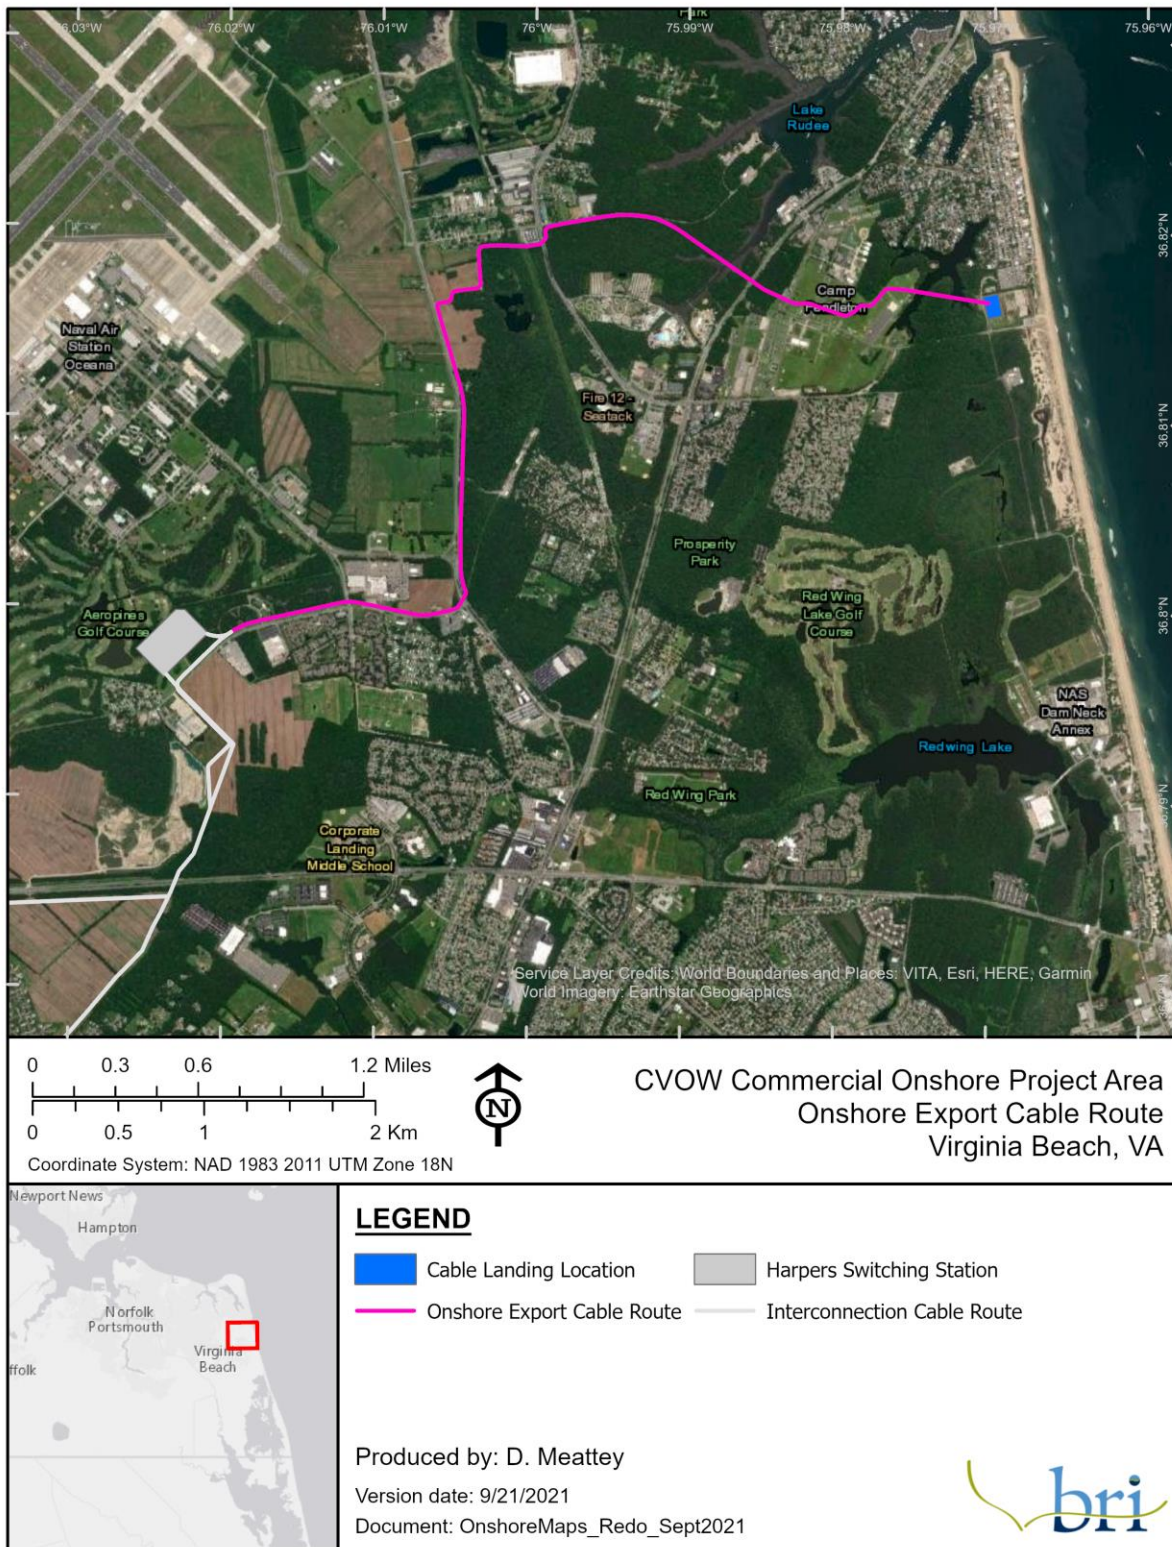 Park
76.03°W
76.02°W
76.01°W
76°W
75.99°W
75.98°W
75.97°
75.96°W
Lake
Rudee
36.82°N
Camp
Pendleton
Naval Air
Station
Oceana
Fire 12 -
Seatack
36.81°N
Prosperity
Park
Aeropines
Golf Course
Red Wing
Lake Golf
Course
36.8°N
NAS
Dam Neck
Annex
Redwing Lake
Red Wing Park
Corporate
Landing
Middle School
Service Layer Credits: World Boundaries and Places: VITA, Esri, HERE, Garmin
World Imagery: Earthstar Geographics
0 0.3 0.6 1.2 Miles
0 0.5 1 2 Km
Coordinate System: NAD 1983 2011 UTM Zone 18N
N
CVOW Commercial Onshore Project Area
Onshore Export Cable Route
Virginia Beach, VA
Newport News
Hampton
Norfolk
Portsmouth
Virginia
Beach
ffolk
LEGEND
Cable Landing Location
Harpers Switching Station
Onshore Export Cable Route
Interconnection Cable Route
Produced by: D. Meattey
Version date: 9/21/2021
Document: OnshoreMaps_Redo_Sept2021
bri